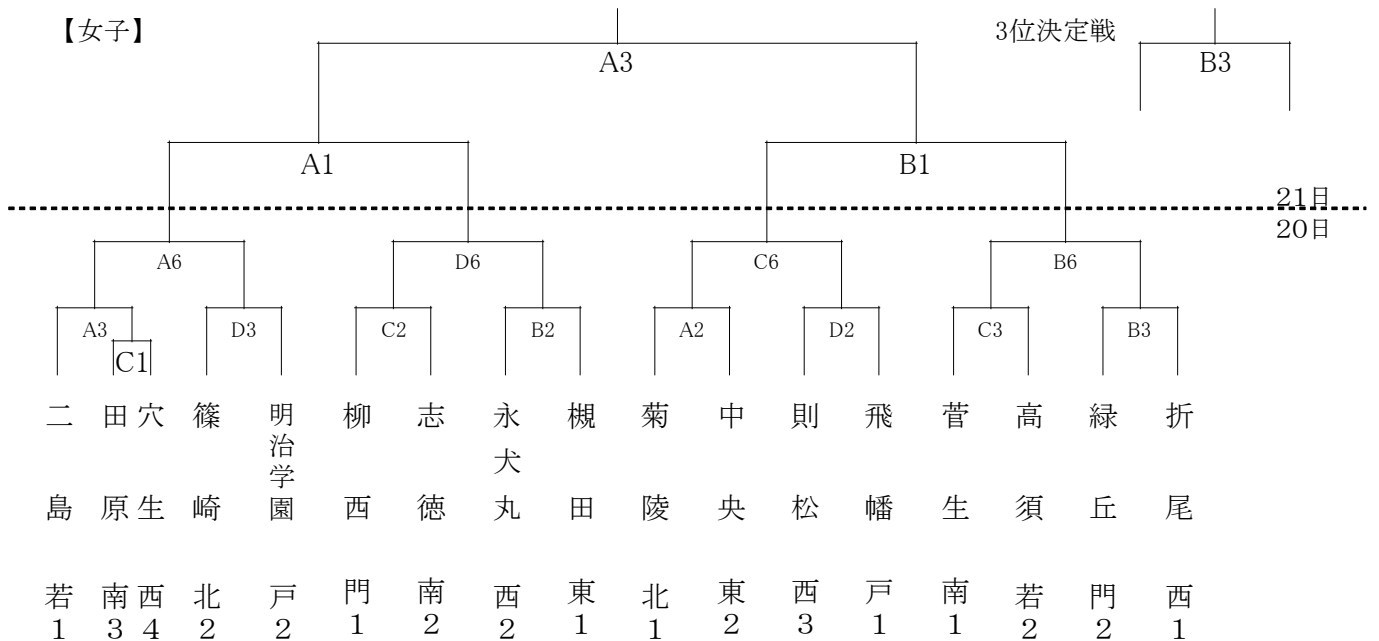 【女子】
3位決定戦
A3
B3
A1
B1
21日
20日
A6
D6
C6
B6
A3
D3
C2
B2
A2
D2
C3
B3
C1
二島
田原
穴生
篠崎
明治学園
柳西
志徳
永犬丸
槻田
菊陵
中央
則松
飛幡
菅生
高須
緑丘
折尾
若1
南3
西4
北2
戸2
門1
南2
西2
東1
北1
東2
西3
戸1
南1
若2
門2
西1